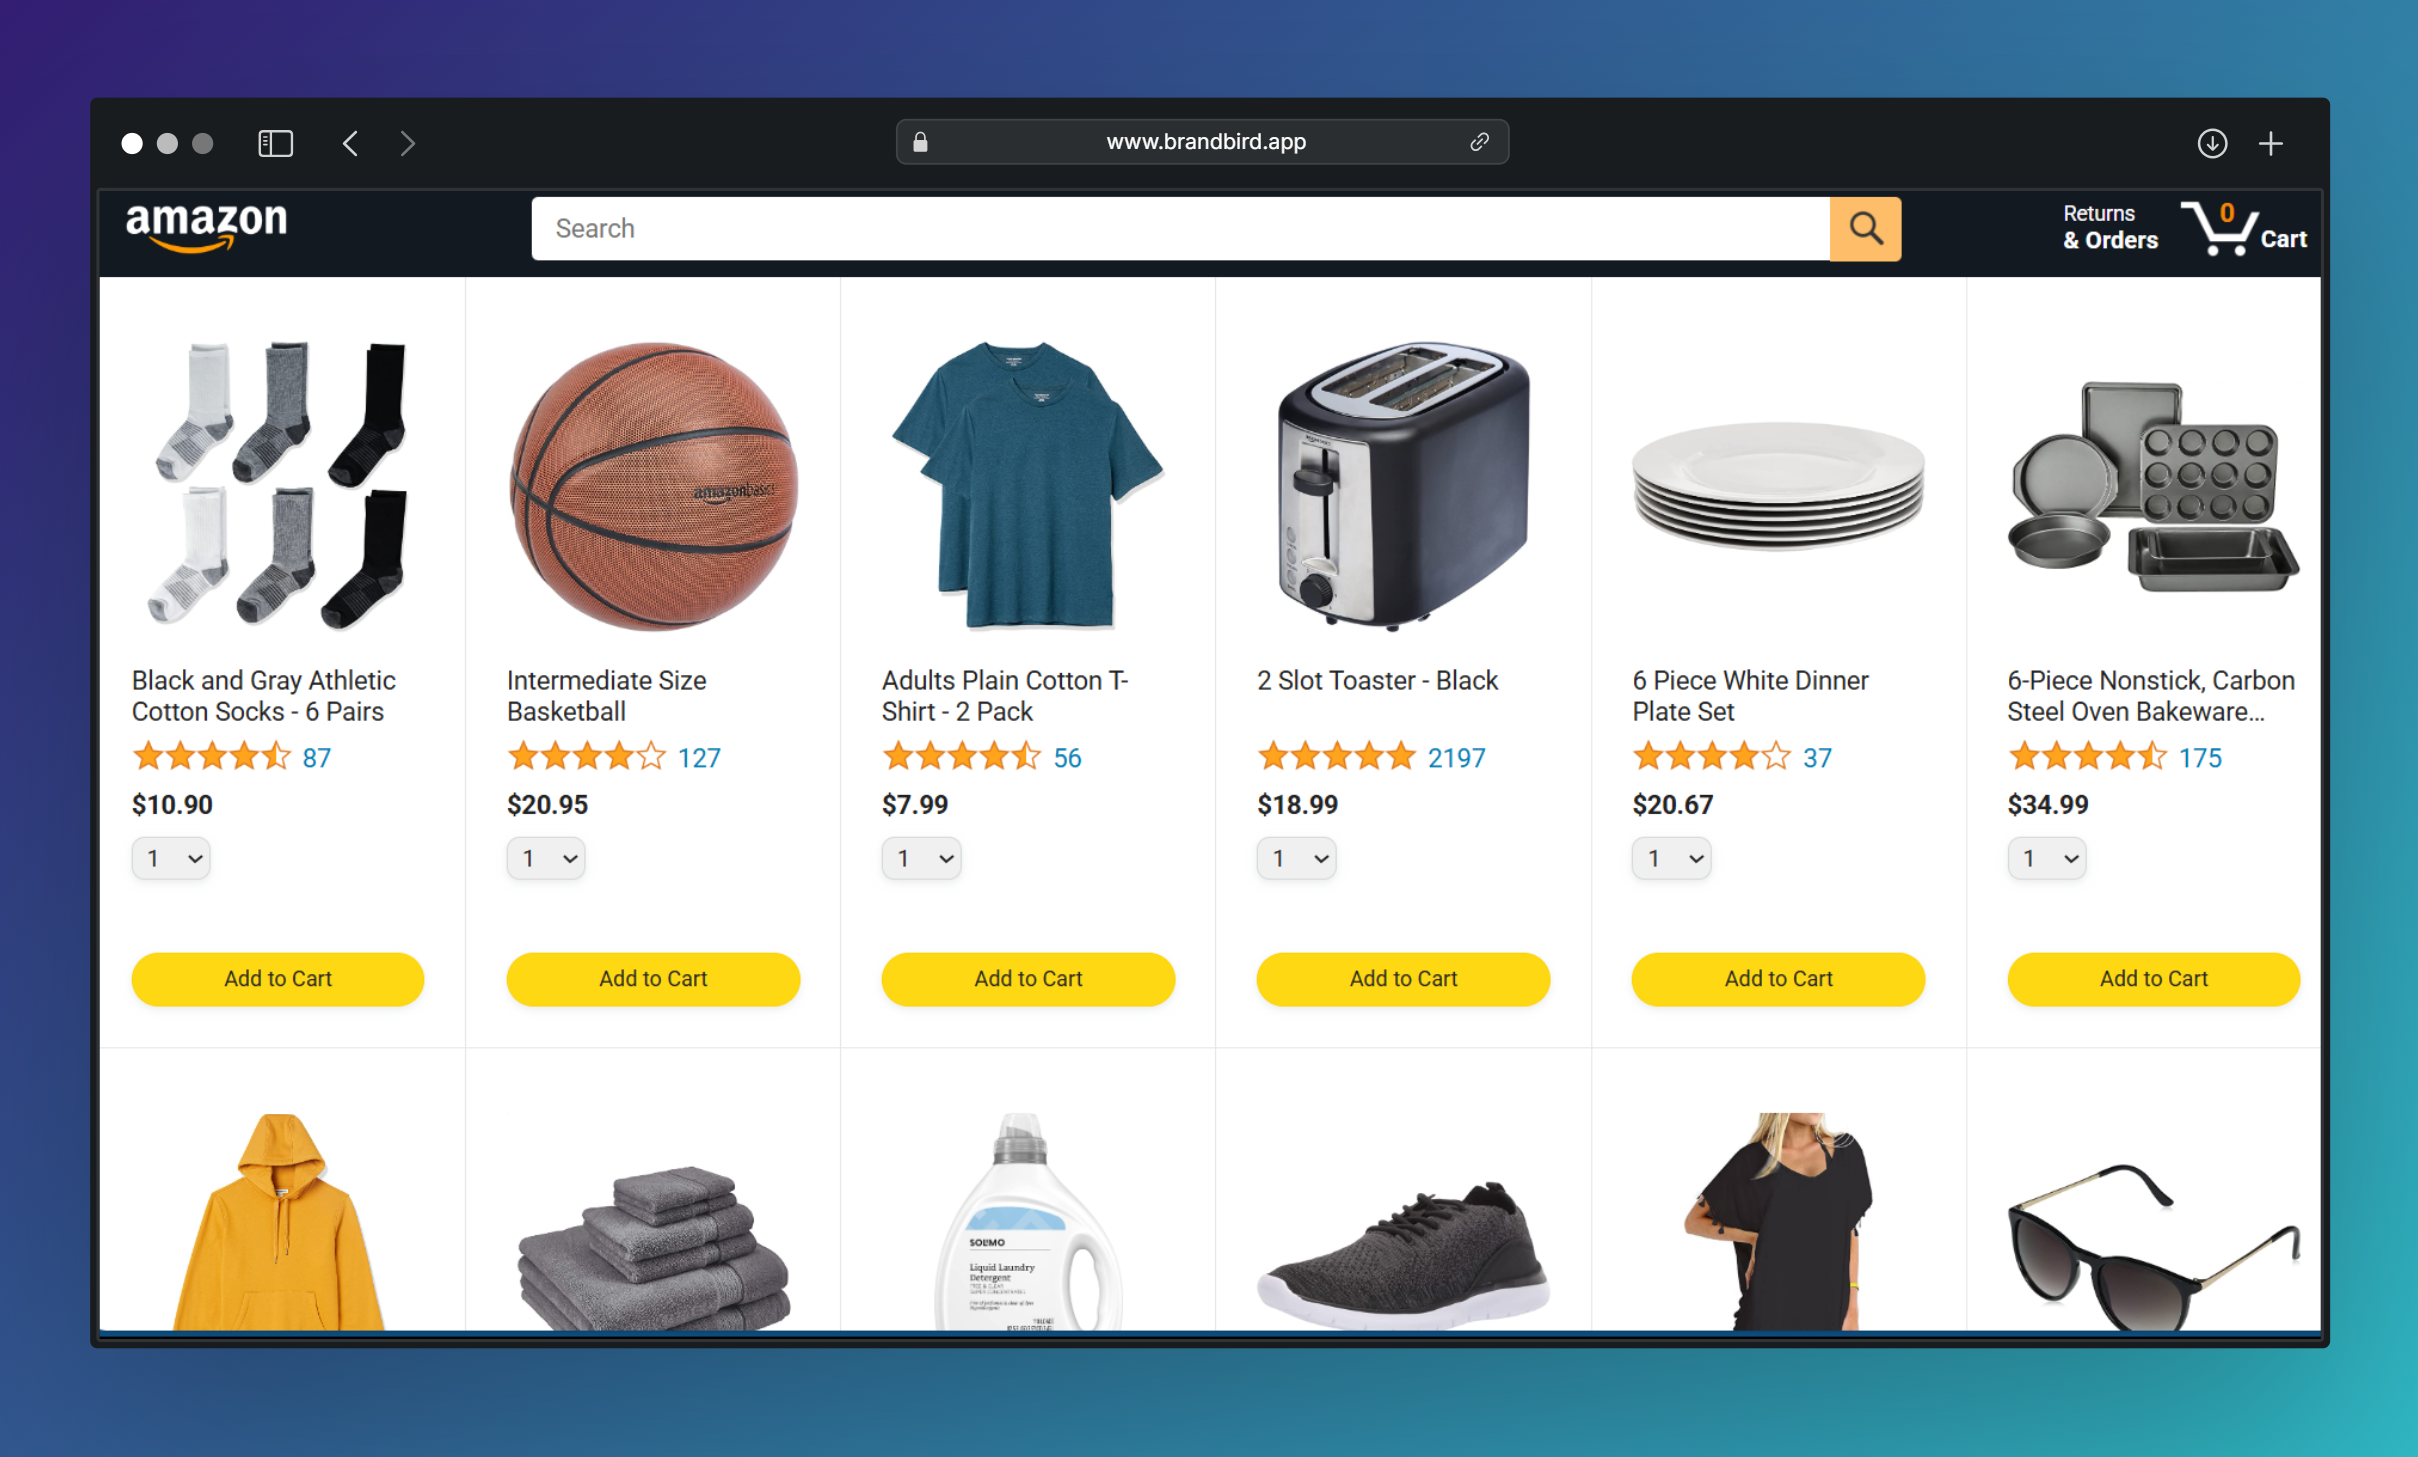 www.brandbird.app
amazon
Search
Returns
& Orders
0
Cart
amazonbasics
Black and Gray Athletic
Cotton Socks - 6 Pairs
87
$10.90
1
Add to Cart
Intermediate Size
Basketball
127
$20.95
1
Add to Cart
Adults Plain Cotton T-
Shirt - 2 Pack
56
$7.99
1
Add to Cart
2 Slot Toaster - Black
2197
$18.99
1
Add to Cart
6 Piece White Dinner
Plate Set
37
$20.67
1
Add to Cart
6-Piece Nonstick, Carbon
Steel Oven Bakeware...
175
$34.99
1
Add to Cart
SOLIMO
Liquid Laundry
Detergent
FREE & CLEAR